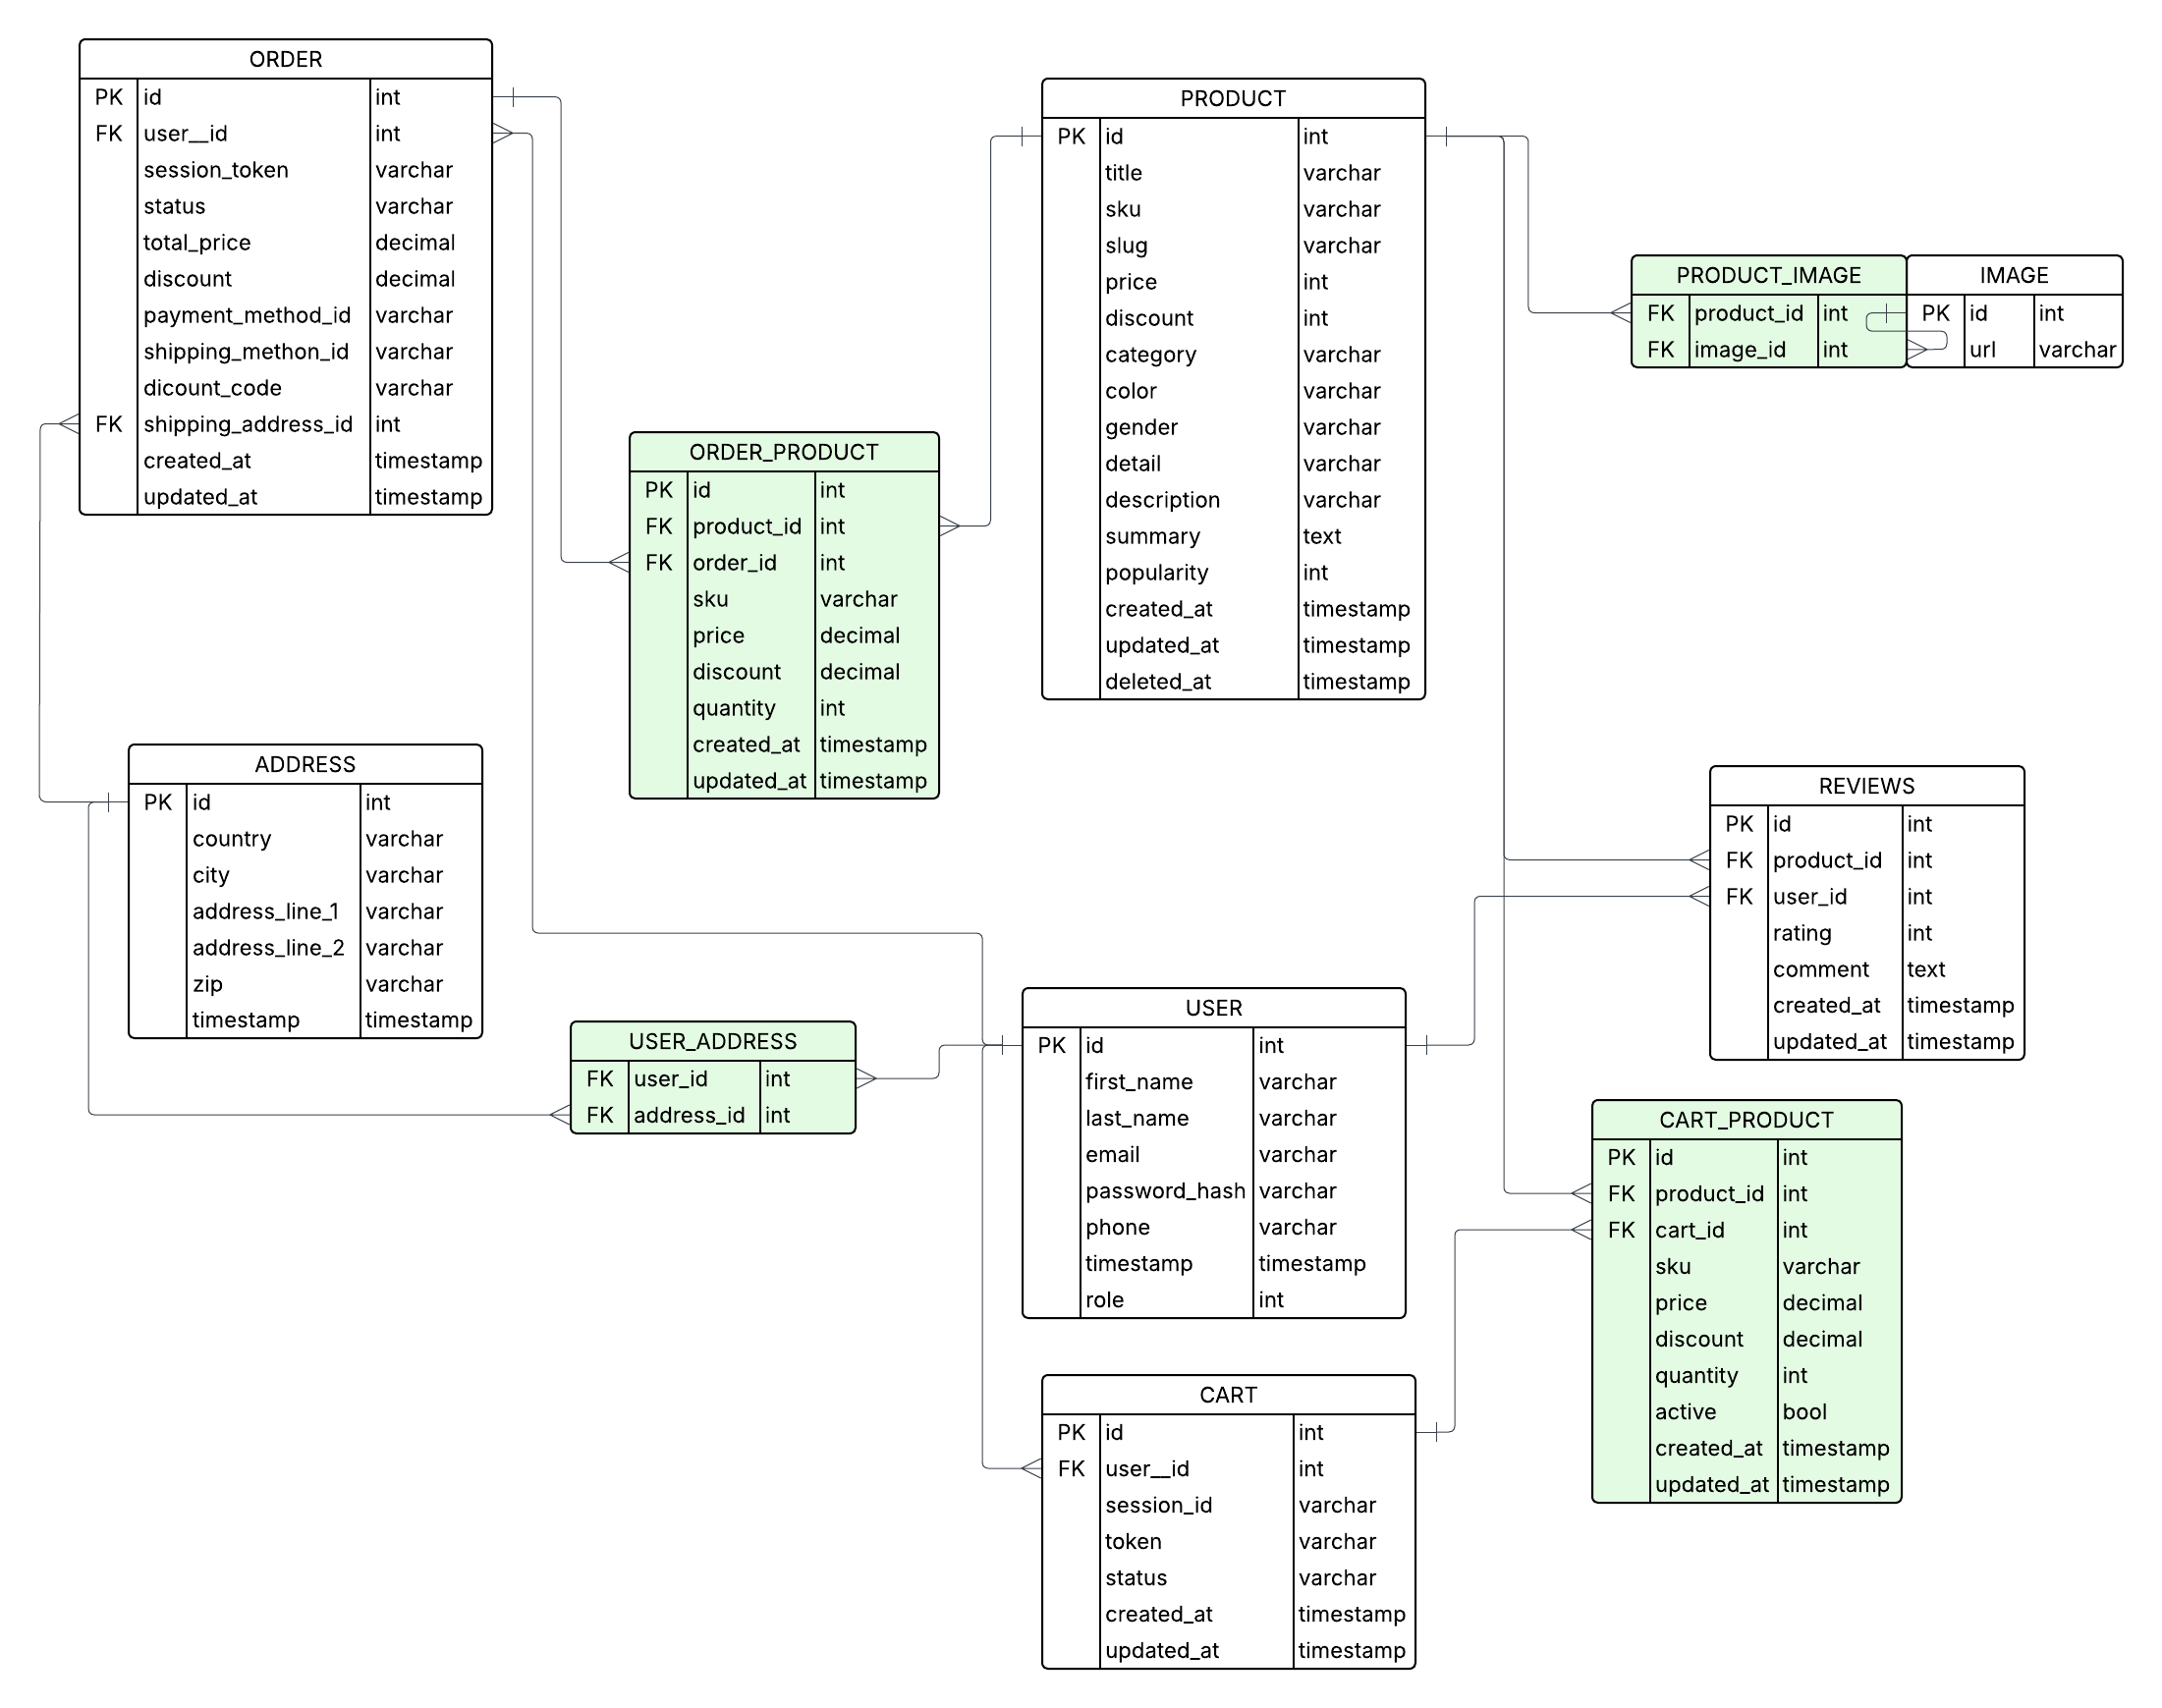 ORDER
PK id int
FK user__id int
session_token varchar
status varchar
total_price decimal
discount decimal
payment_method_id varchar
shipping_methon_id varchar
dicount_code varchar
FK shipping_address_id int
created_at timestamp
updated_at timestamp
PRODUCT
PK id int
title varchar
sku varchar
slug varchar
price int
discount int
category varchar
color varchar
gender varchar
detail varchar
description varchar
summary text
popularity int
created_at timestamp
updated_at timestamp
deleted_at timestamp
PRODUCT_IMAGE
FK product_id int
FK image_id int
IMAGE
PK id int
url varchar
ORDER_PRODUCT
PK id int
FK product_id int
FK order_id int
sku varchar
price decimal
discount decimal
quantity int
created_at timestamp
updated_at timestamp
ADDRESS
PK id int
country varchar
city varchar
address_line_1 varchar
address_line_2 varchar
zip varchar
timestamp timestamp
REVIEWS
PK id int
FK product_id int
FK user_id int
rating int
comment text
created_at timestamp
updated_at timestamp
USER_ADDRESS
FK user_id int
FK address_id int
USER
PK id int
first_name varchar
last_name varchar
email varchar
password_hash varchar
phone varchar
timestamp timestamp
role int
CART_PRODUCT
PK id int
FK product_id int
FK cart_id int
sku varchar
price decimal
discount decimal
quantity int
active bool
created_at timestamp
updated_at timestamp
CART
PK id int
FK user__id int
session_id varchar
token varchar
status varchar
created_at timestamp
updated_at timestamp